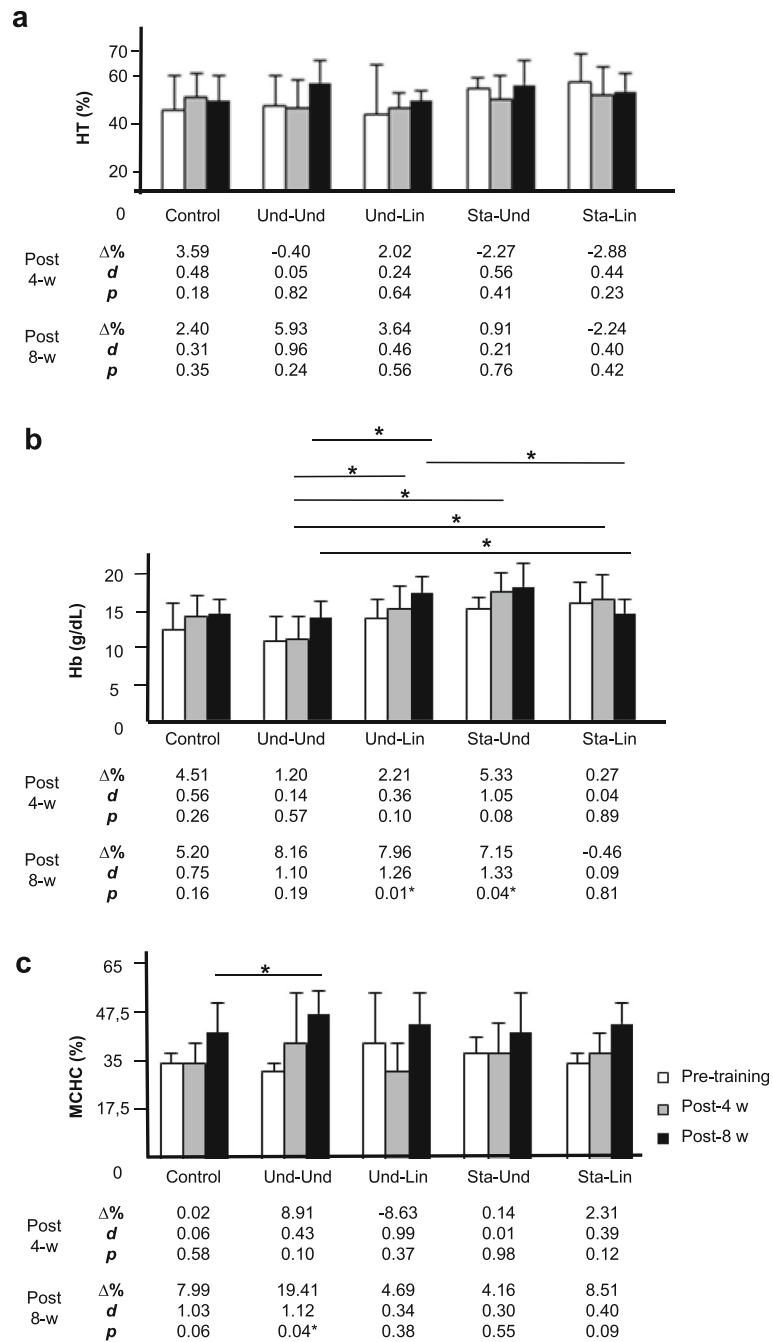 a
70
60
40
20
0
HT (%)
Control Und-Und Und-Lin Sta-Und Sta-Lin
Post 4-w
Δ% 3.59 -0.40 2.02 -2.27 -2.88
d 0.48 0.05 0.24 0.56 0.44
p 0.18 0.82 0.64 0.41 0.23
Post 8-w
Δ% 2.40 5.93 3.64 0.91 -2.24
d 0.31 0.96 0.46 0.21 0.40
p 0.35 0.24 0.56 0.76 0.42
b
*
*
*
*
*
*
20
15
10
5
0
Hb (g/dL)
Control Und-Und Und-Lin Sta-Und Sta-Lin
Post 4-w
Δ% 4.51 1.20 2.21 5.33 0.27
d 0.56 0.14 0.36 1.05 0.04
p 0.26 0.57 0.10 0.08 0.89
Post 8-w
Δ% 5.20 8.16 7.96 7.15 -0.46
d 0.75 1.10 1.26 1.33 0.09
p 0.16 0.19 0.01* 0.04* 0.81
c
*
65
47,5
35
17,5
0
MCHC (%)
Pre-training
Post-4 w
Post-8 w
Control Und-Und Und-Lin Sta-Und Sta-Lin
Post 4-w
Δ% 0.02 8.91 -8.63 0.14 2.31
d 0.06 0.43 0.99 0.01 0.39
p 0.58 0.10 0.37 0.98 0.12
Post 8-w
Δ% 7.99 19.41 4.69 4.16 8.51
d 1.03 1.12 0.34 0.30 0.40
p 0.06 0.04* 0.38 0.55 0.09